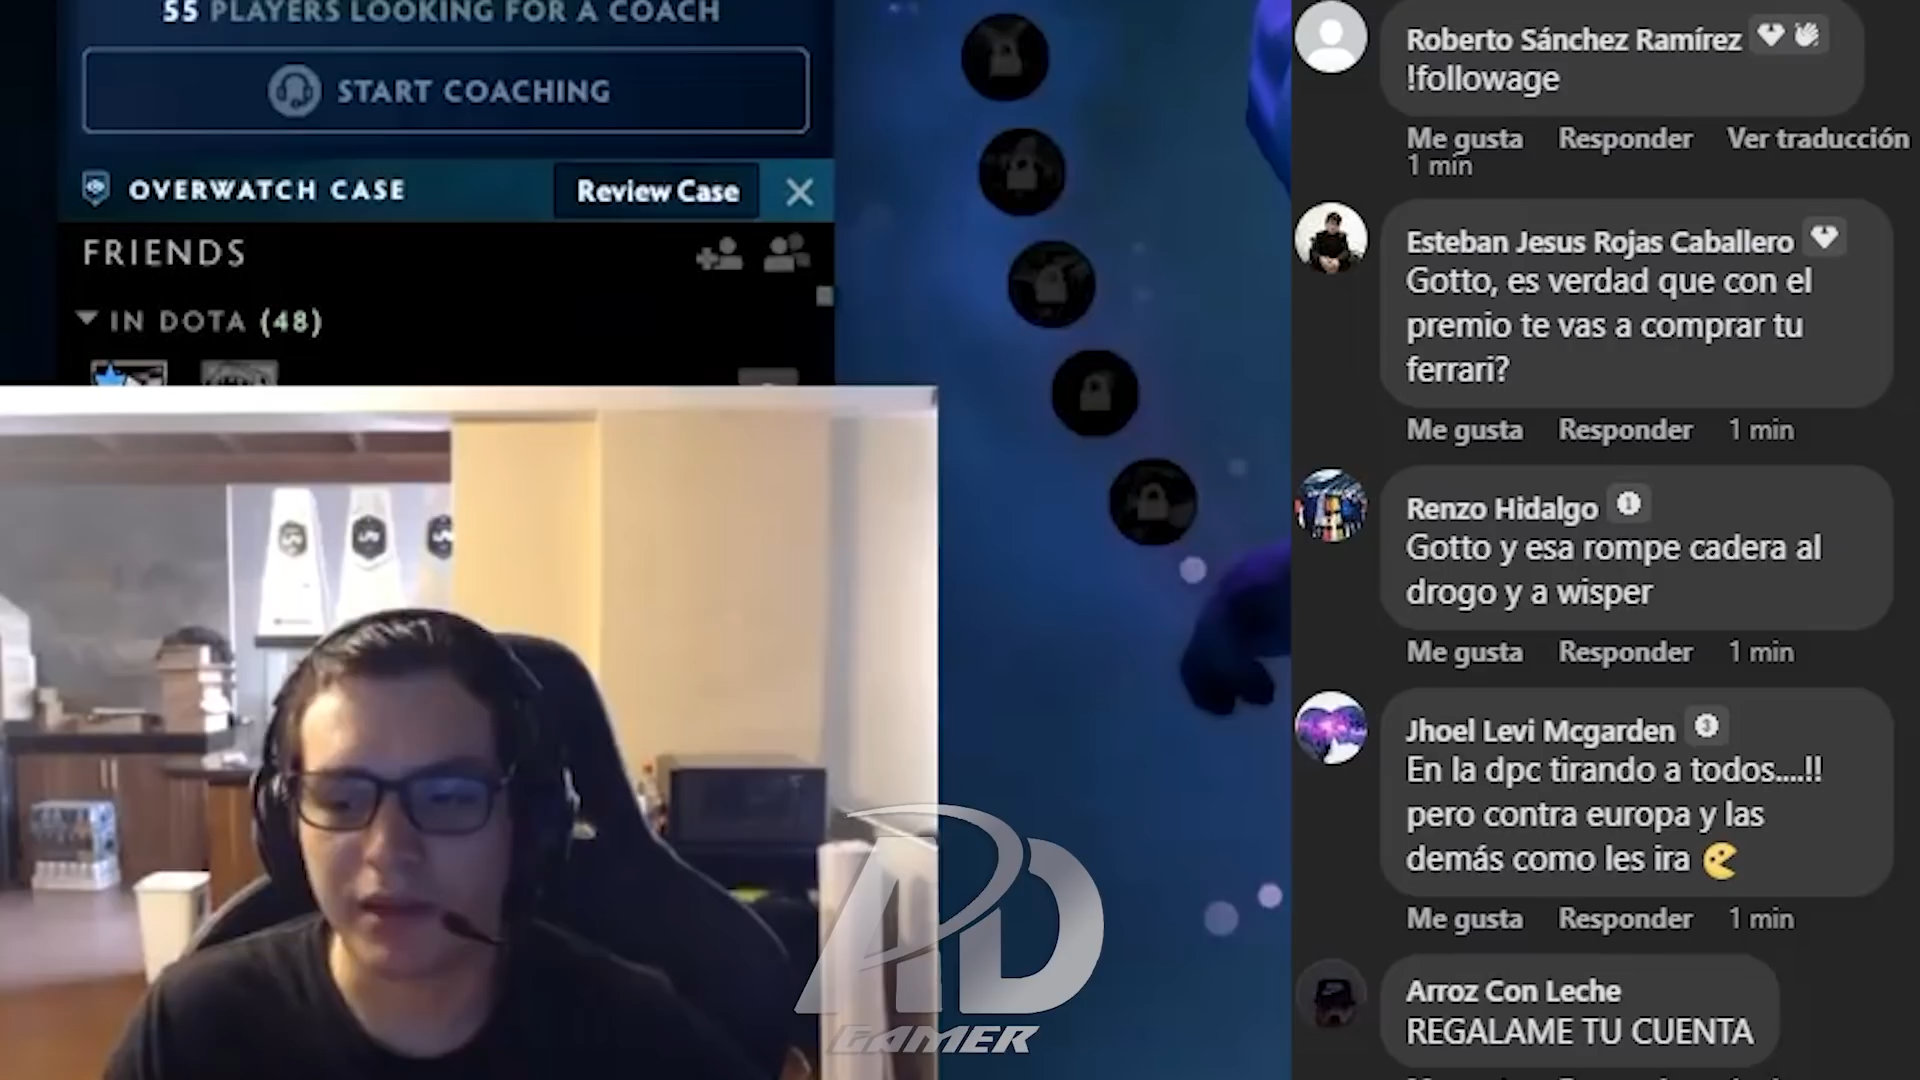 55 PLAYERS LOOKING FOR A COACH
START COACHING
OVERWATCH CASE
Review Case
FRIENDS
IN DOTA (48)
AD
GAMER
Roberto Sánchez Ramírez
!followage
Me gusta Responder Ver traducción
1 min
Esteban Jesus Rojas Caballero
Gotto, es verdad que con el
premio te vas a comprar tu
ferrari?
Me gusta Responder 1 min
Renzo Hidalgo
Gotto y esa rompe cadera al
drogo y a wisper
Me gusta Responder 1 min
Jhoel Levi Mcgarden
En la dpc tirando a todos....!!
pero contra europa y las
demás como les ira
Me gusta Responder 1 min
Arroz Con Leche
REGALAME TU CUENTA